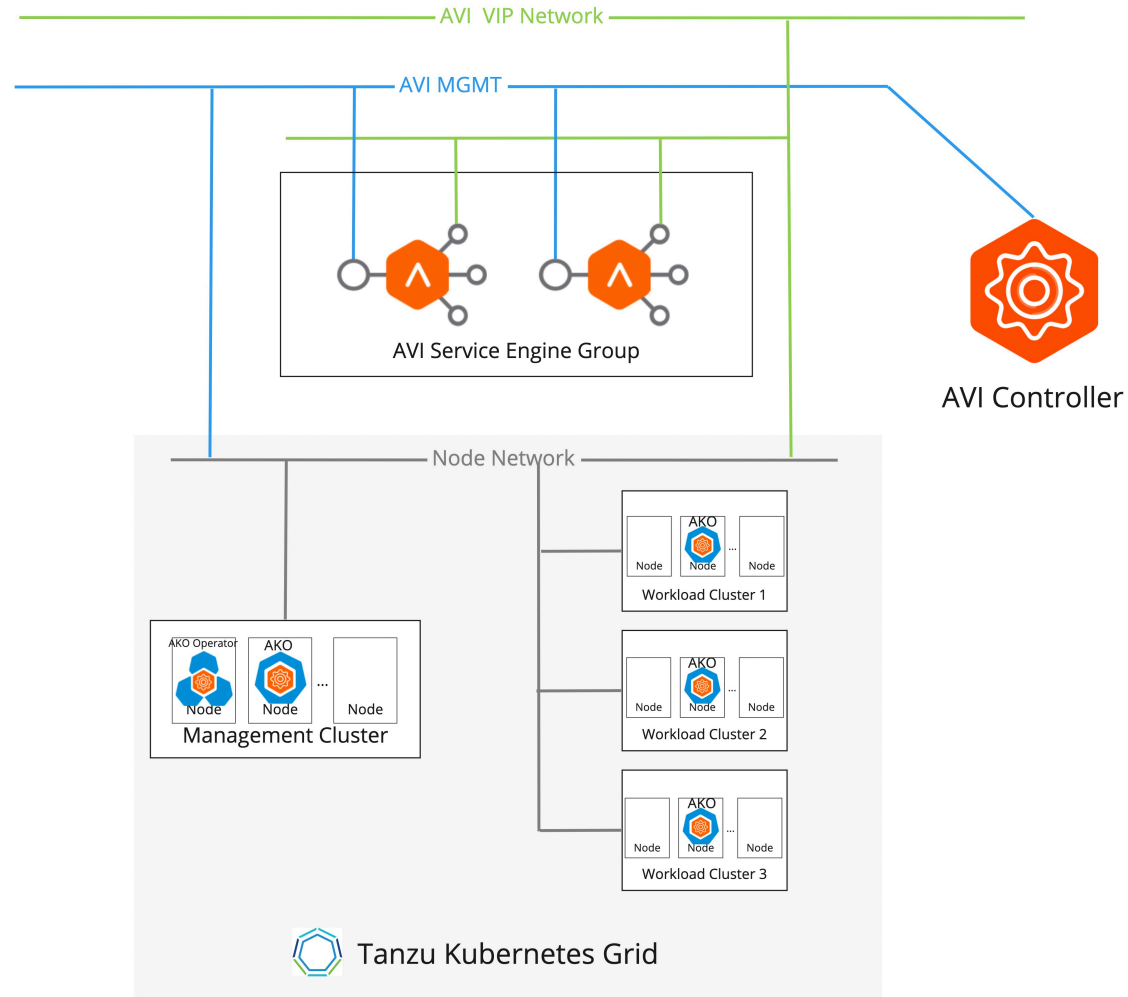 AVI VIP Network
AVI MGMT
AVI Service Engine Group
AVI Controller
Node Network
AKO
...
Node
Node
Node
Workload Cluster 1
AKO Operator
AKO
...
Node
Node
Node
Management Cluster
AKO
...
Node
Node
Node
Workload Cluster 2
AKO
...
Node
Node
Node
Workload Cluster 3
Tanzu Kubernetes Grid